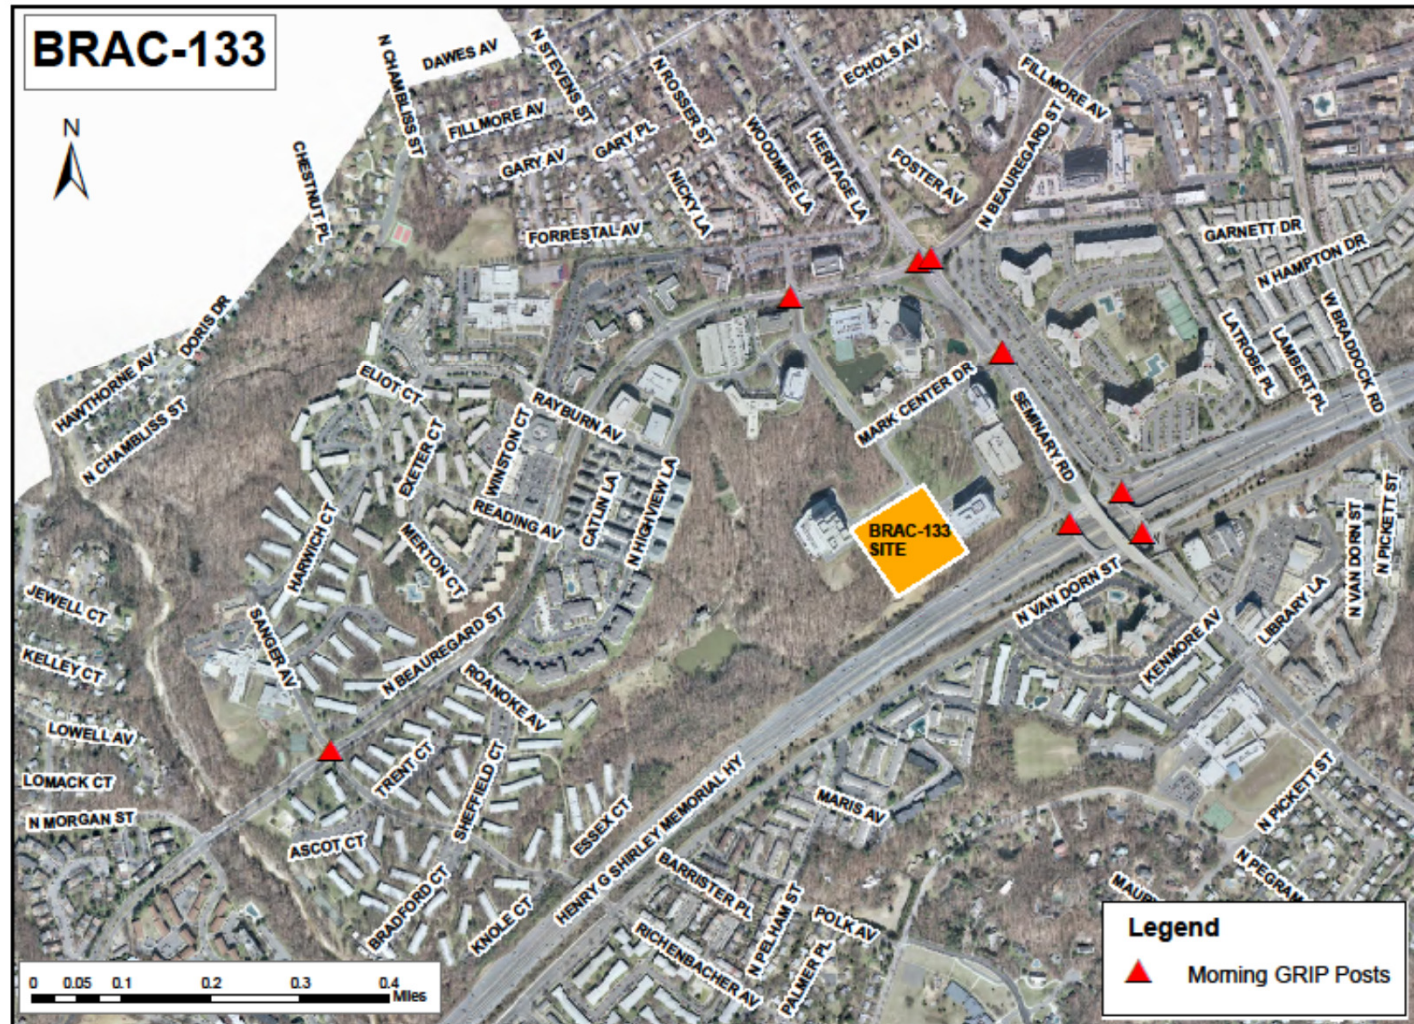 BRAC-133
N
DAWES AV
N CHAMBLISS ST
N STEVENS ST
N ROSSER ST
ECHOLS AV
FILLMORE AV
FILLMORE AV
GARY PL
GARY AV
WOODMIRE LA
HERITAGE LA
FOSTER AV
N BEAUREGARD ST
CHESTNUT PL
NICKY LA
FORRESTAL AV
GARNETT DR
N HAMPTON DR
W BRADDOCK RD
LATROBE PL
LAMBERT PL
DORIS DR
HAWTHORNE AV
N CHAMBLISS ST
ELIOT CT
RAYBURN AV
MARK CENTER DR
SEMINARY RD
EXETER CT
WINSTON CT
READING AV
CATLIN LA
N HIGHVIEW LA
HARWICH CT
MERTON CT
BRAC-133
SITE
N VAN DORN ST
N PICKETT ST
N VAN DORN ST
LIBRARY LA
KENMORE AV
JEWELL CT
KELLEY CT
SANGER AV
N BEAUREGARD ST
ROANOKE AV
LOWELL AV
LOMACK CT
N MORGAN ST
TRENT CT
SHEFFIELD CT
ASCOT CT
ESSEX CT
BRADFORD CT
KNOLE CT
HENRY G SHIRLEY MEMORIAL HY
MARIS AV
BARRISTER PL
N PELHAM ST
POLK AV
PALMER PL
RICHENBACHER AV
N PICKETT ST
N PEGRAM
MAURY
Legend
Morning GRIP Posts
0 0.05 0.1 0.2 0.3 0.4
Miles